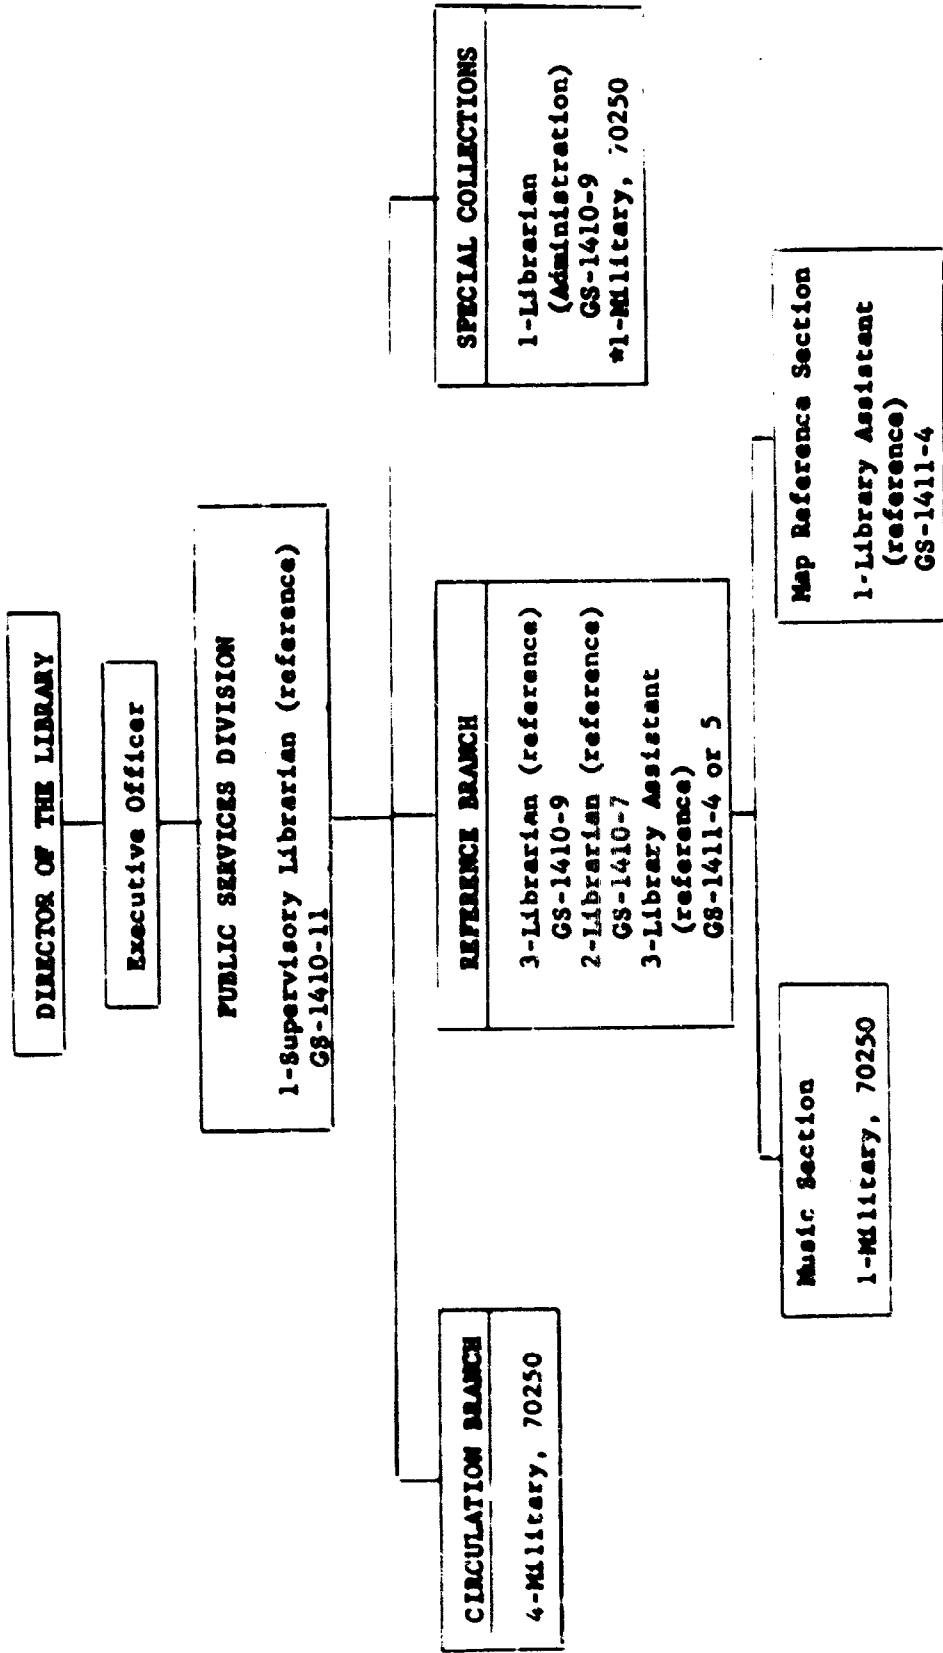 DIRECTOR OF THE LIBRARY
Executive Officer
PUBLIC SERVICES DIVISION
1-Supervisory Librarian (reference)
GS-1410-11
CIRCULATION BRANCH
4-Military, 70250
REFERENCE BRANCH
3-Librarian (reference)
GS-1410-9
2-Librarian (reference)
GS-1410-7
3-Library Assistant
(reference)
GS-1411-4 or 5
SPECIAL COLLECTIONS
1-Librarian
(Administration)
GS-1410-9
*1-Military, 70250
Music Section
1-Military, 70250
Map Reference Section
1-Library Assistant
(reference)
GS-1411-4